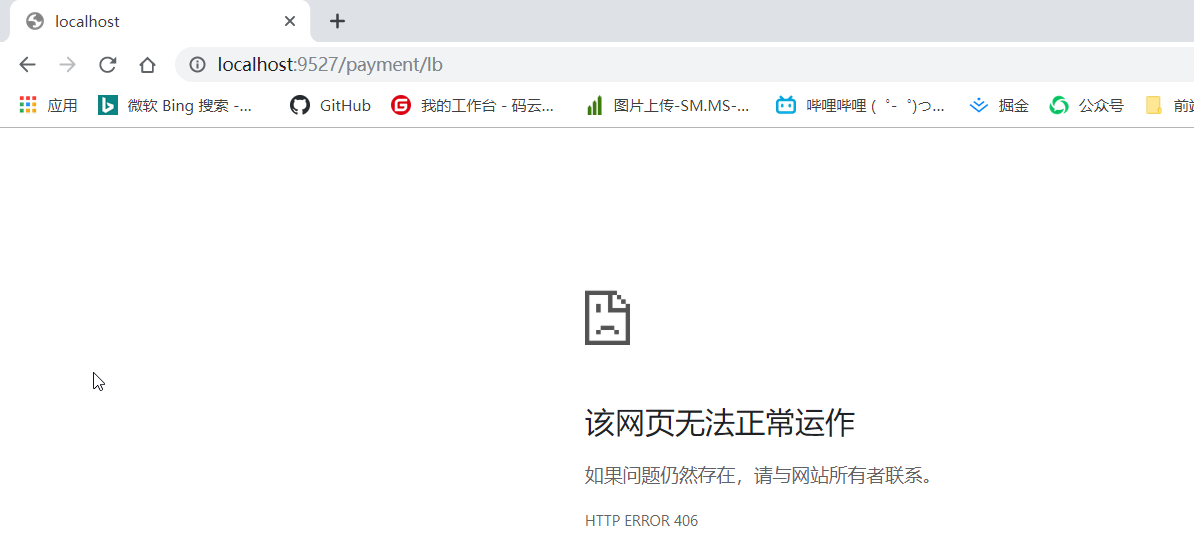 localhost
localhost:9527/payment/lb
应用 微软 Bing 搜索 -... GitHub 我的工作台 - 码云... 图片上传-SM.MS-... 哔哩哔哩 ( ゜- ゜)つ... 掘金 公众号 前端
该网页无法正常运作
如果问题仍然存在，请与网站所有者联系。
HTTP ERROR 406